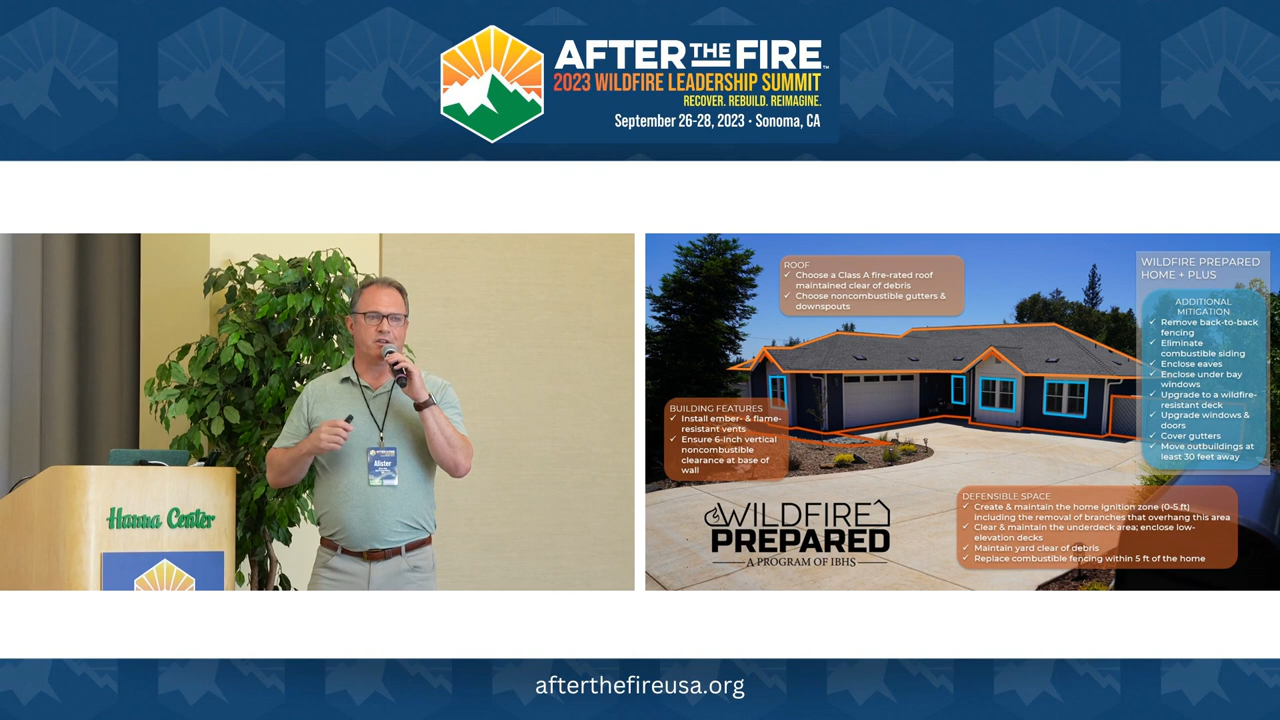 AFTER THE FIRE™
2023 WILDFIRE LEADERSHIP SUMMIT
RECOVER. REBUILD. REIMAGINE.
September 26-28, 2023 • Sonoma, CA
AFTER THE FIRE
Alister
Hanna Center
ROOF
✓ Choose a Class A fire-rated roof
maintained clear of debris
✓ Choose noncombustible gutters &
downspouts
WILDFIRE PREPARED
HOME + PLUS
ADDITIONAL
MITIGATION
✓ Remove back-to-back
fencing
✓ Eliminate
combustible siding
✓ Enclose eaves
✓ Enclose under bay
windows
✓ Upgrade to a wildfire-
resistant deck
✓ Upgrade windows &
doors
✓ Cover gutters
✓ Move outbuildings at
least 30 feet away
BUILDING FEATURES
✓ Install ember- & flame-
resistant vents
✓ Ensure 6-inch vertical
noncombustible
clearance at base of
wall
DEFENSIBLE SPACE
✓ Create & maintain the home ignition zone (0-5 ft)
including the removal of branches that overhang this area
✓ Clear & maintain the underdeck area; enclose low-
elevation decks
✓ Maintain yard clear of debris
✓ Replace combustible fencing within 5 ft of the home
WILDFIRE
PREPARED
A PROGRAM OF IBHS
afterthefireusa.org